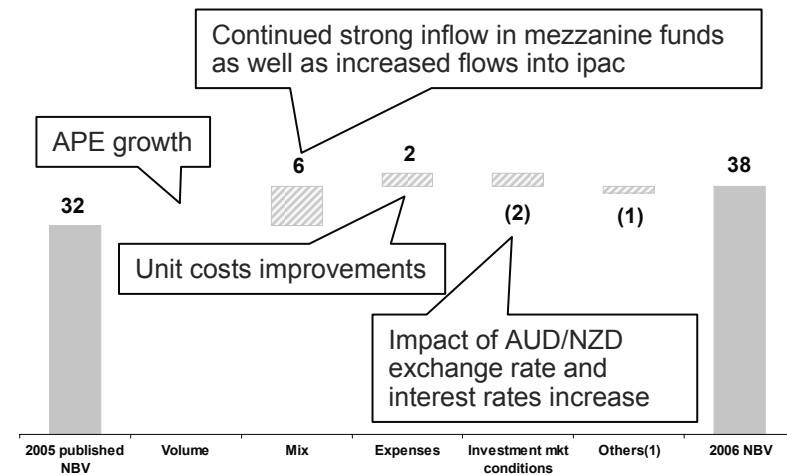 Continued strong inflow in mezzanine funds
as well as increased flows into ipac
APE growth
6
2
38
32
(2)
(1)
Unit costs improvements
Impact of AUD/NZD
exchange rate and
interest rates increase
2005 published
NBV
Volume
Mix
Expenses
Investment mkt
conditions
Others(1)
2006 NBV